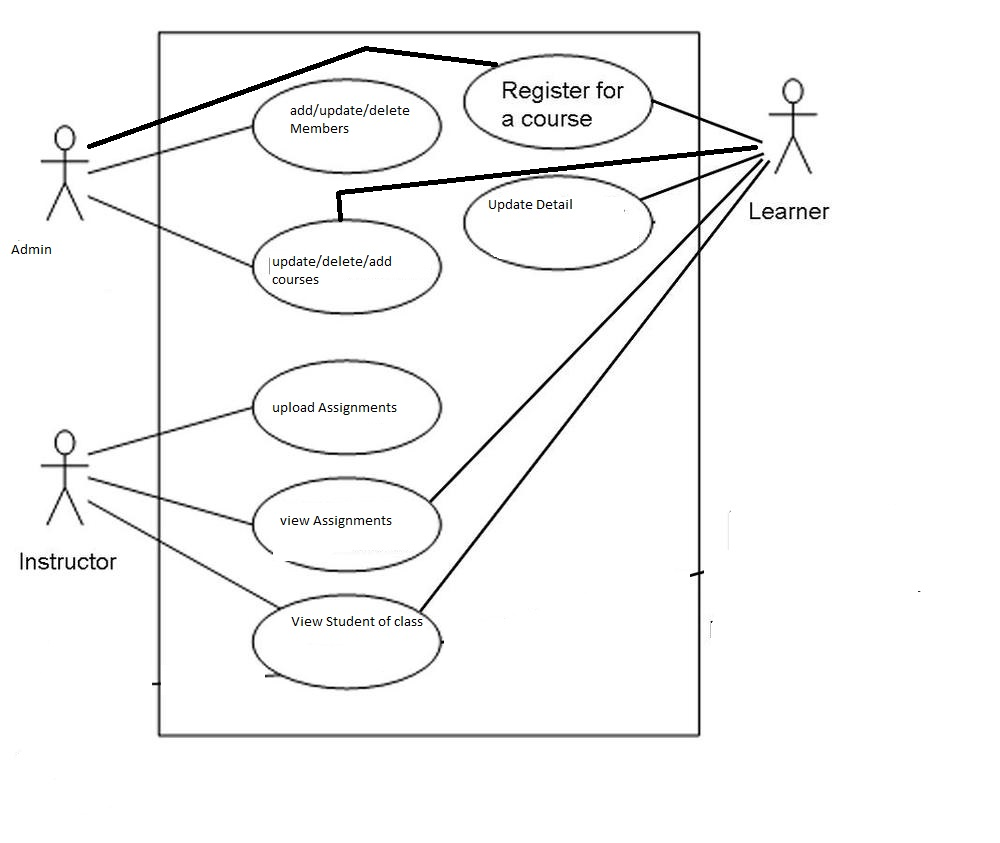 Register for
a course
add/update/delete
Members
Learner
Update Detail
Admin
update/delete/add
courses
upload Assignments
view Assignments
Instructor
View Student of class